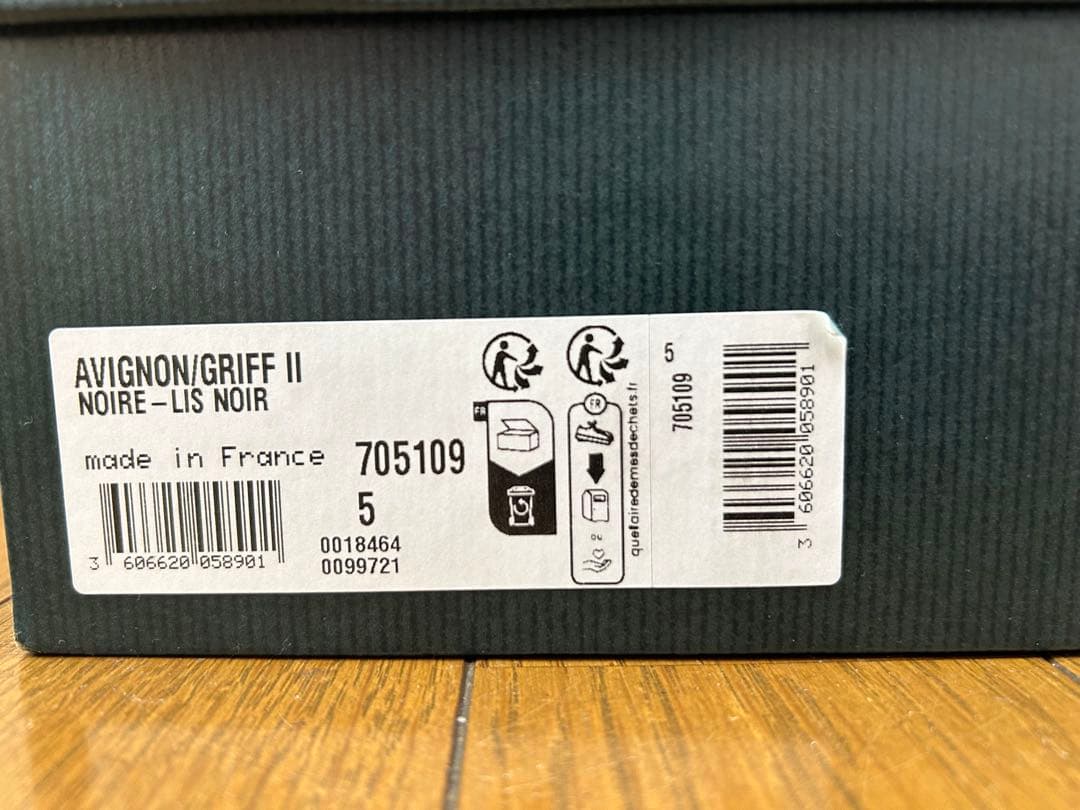 AVIGNON/GRIFF II
NOIRE-LIS NOIR
made in France
705109
5
0018464
0099721
3 606620 058901
FR
FR
OU
quefairedemesdechets.fr
5
705109
3 606620 058901